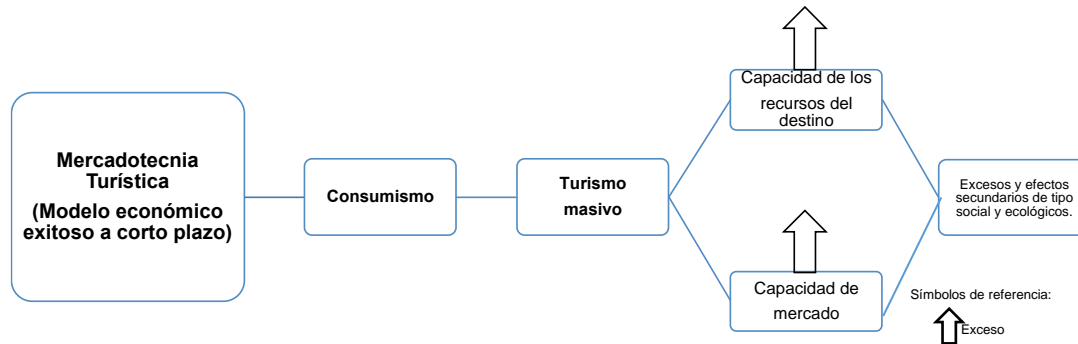 Mercadotecnia
Turística
(Modelo económico
exitoso a corto plazo)
Consumismo
Turismo
masivo
Capacidad de los
recursos del
destino
Capacidad de
mercado
Excesos y efectos
secundarios de tipo
social y ecológicos.
Símbolos de referencia:
Exceso